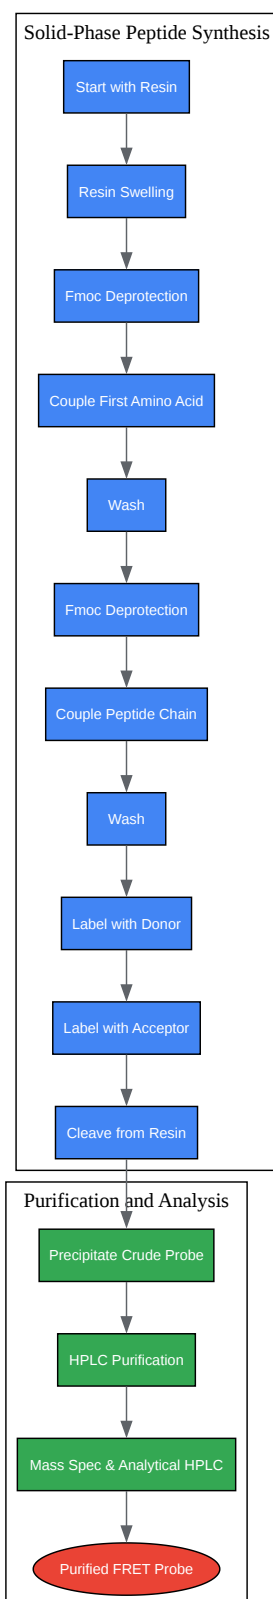 Solid-Phase Peptide Synthesis
Start with Resin
Resin Swelling
Fmoc Deprotection
Couple First Amino Acid
Wash
Fmoc Deprotection
Couple Peptide Chain
Wash
Label with Donor
Label with Acceptor
Cleave from Resin
Purification and Analysis
Precipitate Crude Probe
HPLC Purification
Mass Spec & Analytical HPLC
Purified FRET Probe